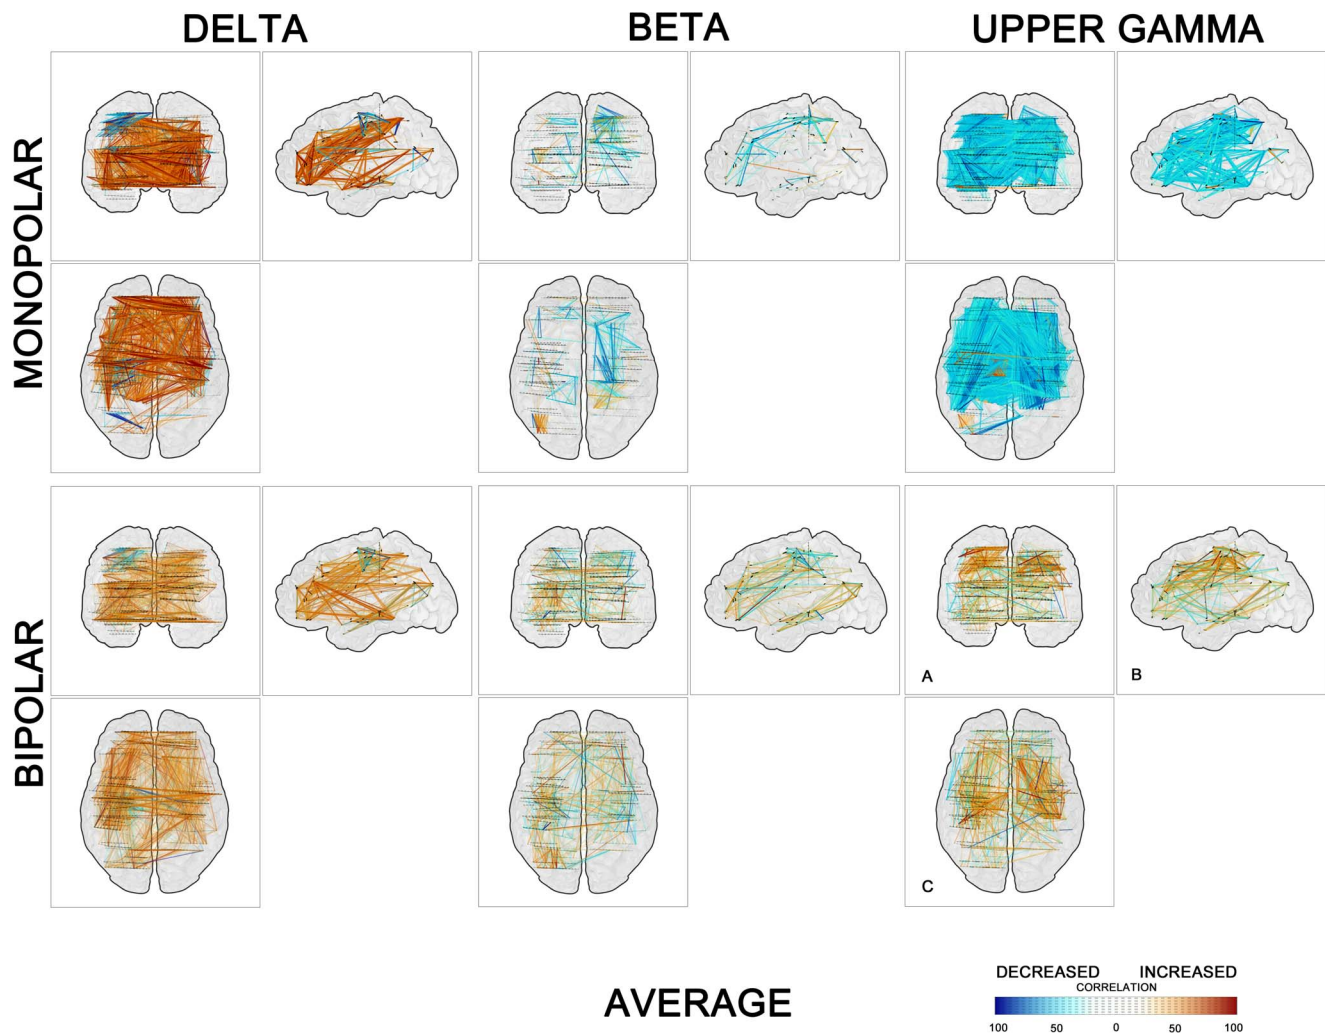 DELTA BETA UPPER GAMMA
MONOPOLAR
BIPOLAR
A B
C
AVERAGE
DECREASED INCREASED
CORRELATION
100 50 0 50 100